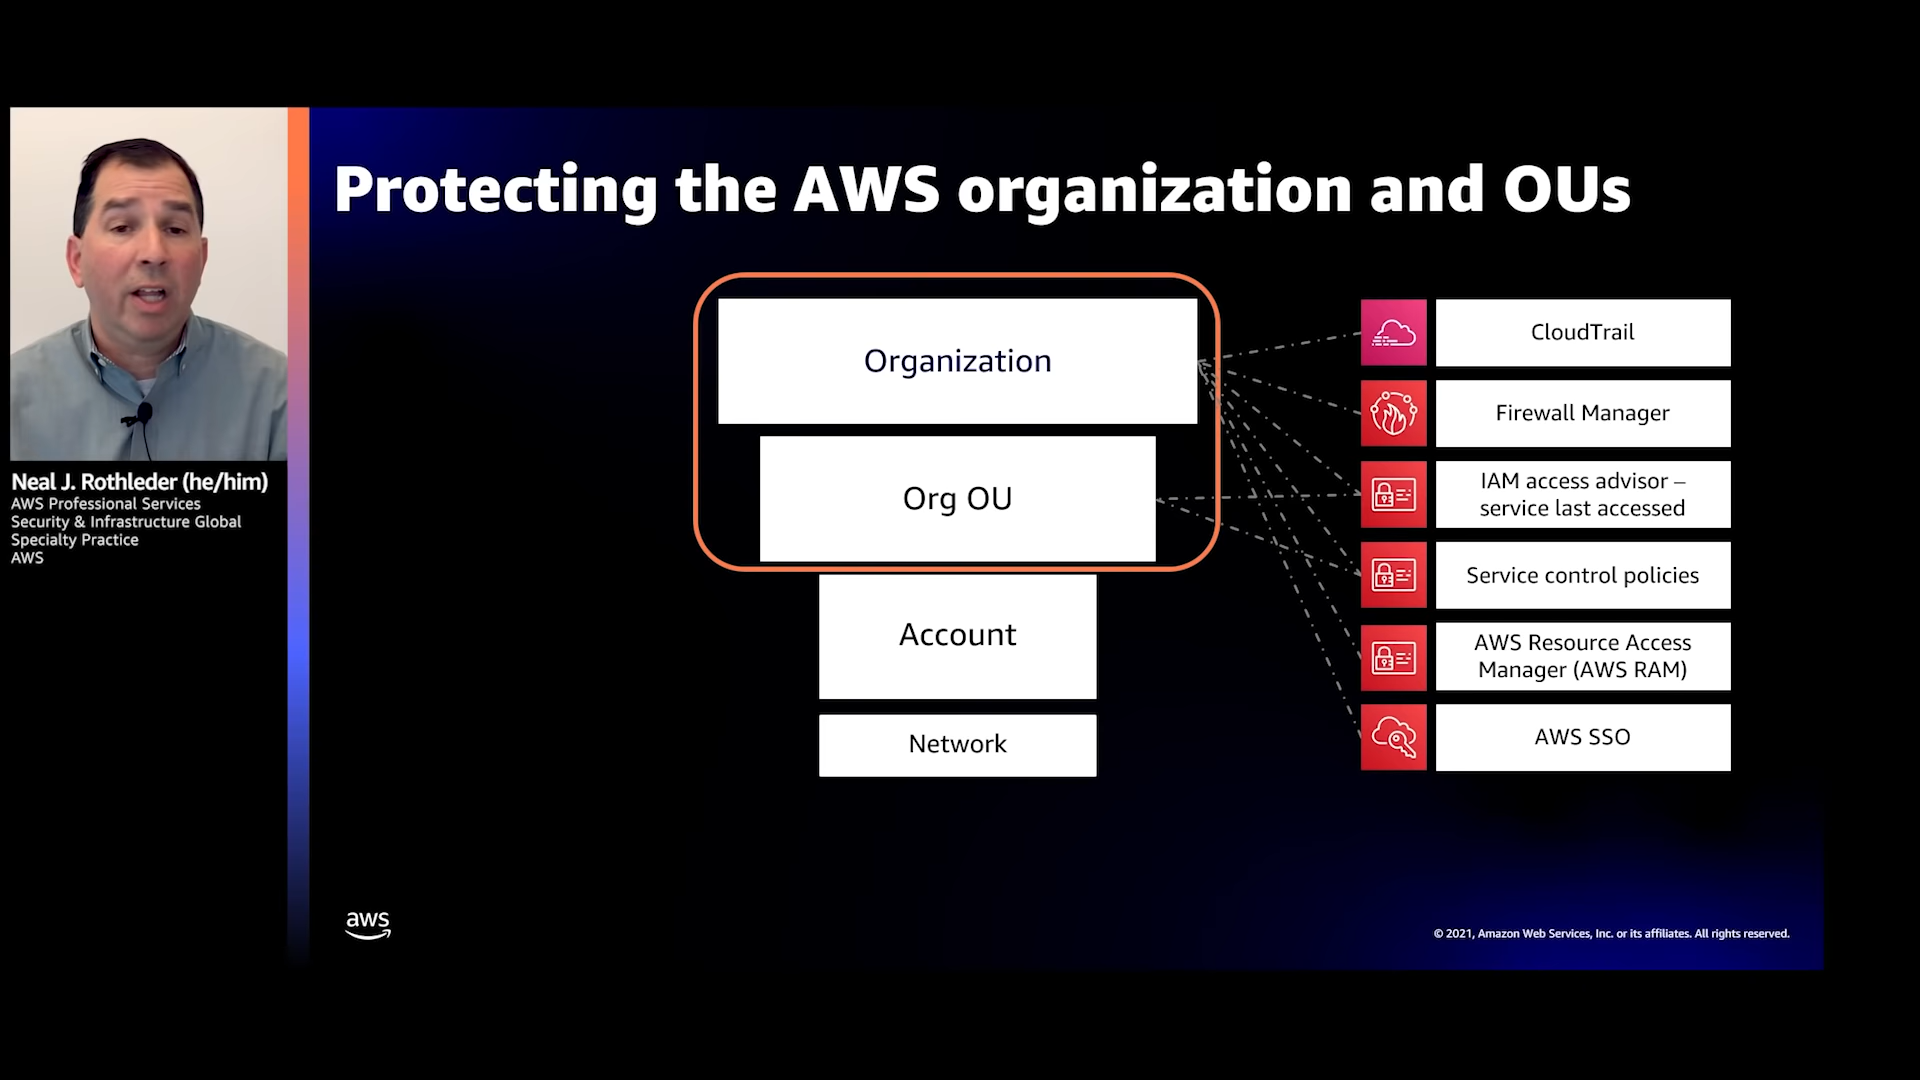 Protecting the AWS organization and OUs
Neal J. Rothleder (he/him)
AWS Professional Services
Security & Infrastructure Global
Specialty Practice
AWS
Organization
Org OU
Account
Network
CloudTrail
Firewall Manager
IAM access advisor –
service last accessed
Service control policies
AWS Resource Access
Manager (AWS RAM)
AWS SSO
aws
© 2021, Amazon Web Services, Inc. or its affiliates. All rights reserved.